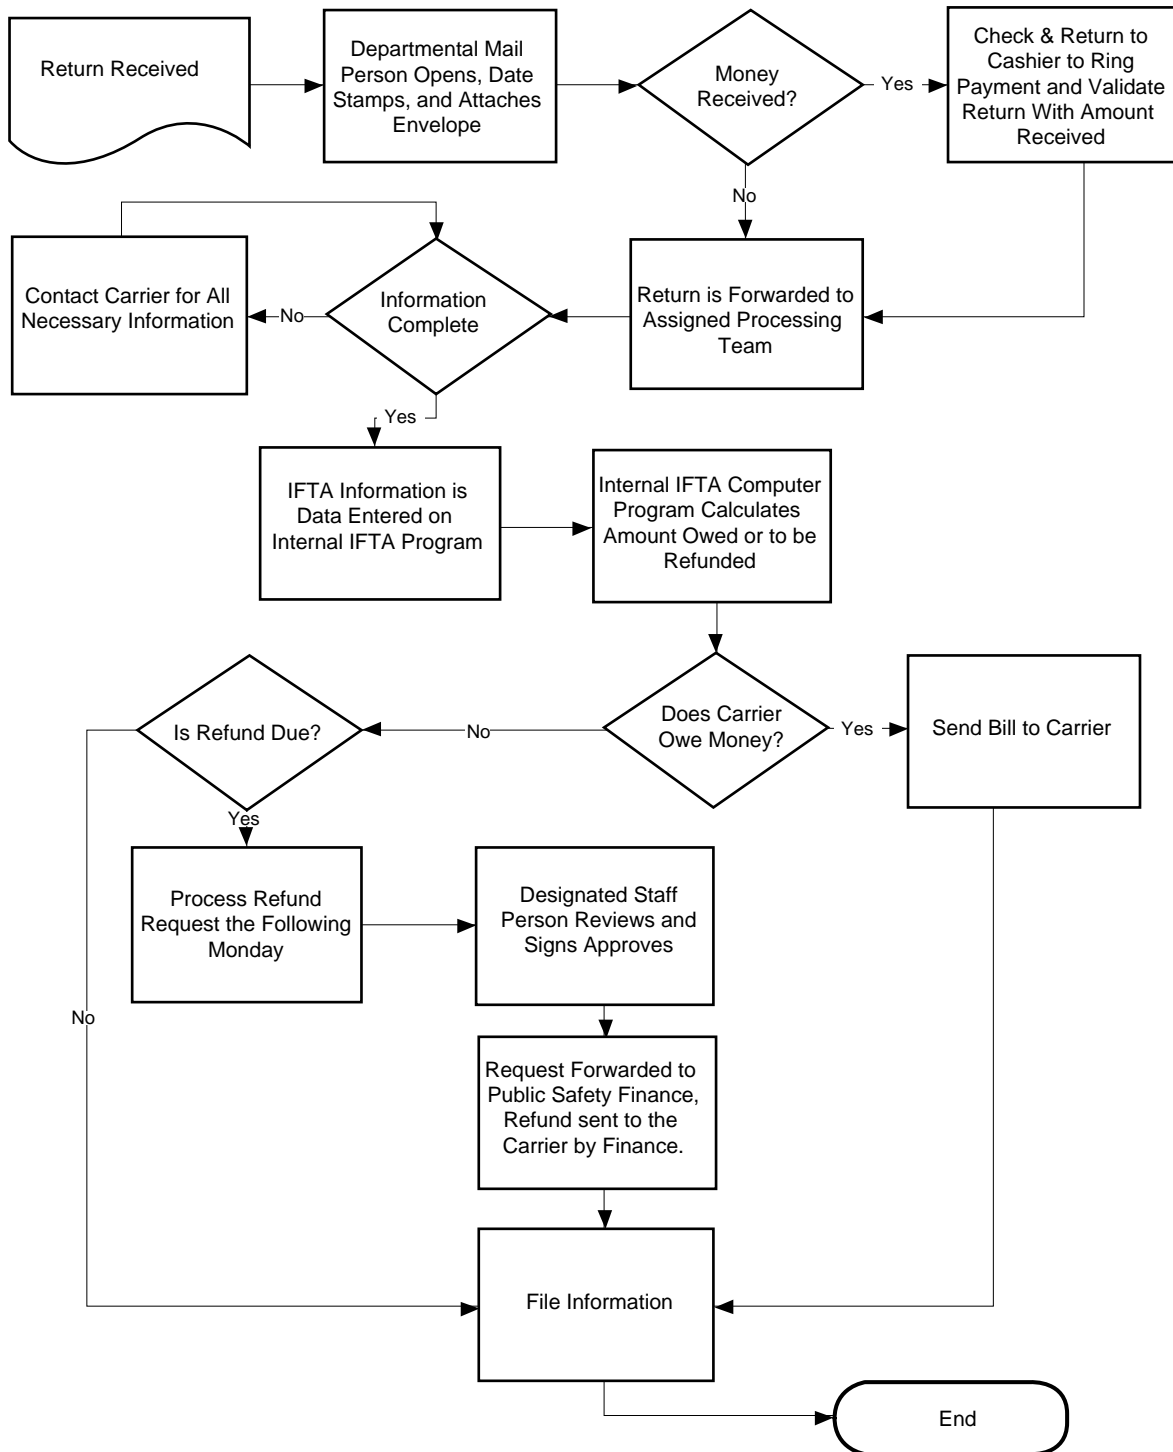 Return Received
Departmental Mail
Person Opens, Date
Stamps, and Attaches
Envelope
Money
Received?
Yes
Check & Return to
Cashier to Ring
Payment and Validate
Return With Amount
Received
No
Contact Carrier for All
Necessary Information
No
Information
Complete
Return is Forwarded to
Assigned Processing
Team
Yes
IFTA Information is
Data Entered on
Internal IFTA Program
Internal IFTA Computer
Program Calculates
Amount Owed or to be
Refunded
Is Refund Due?
No
Does Carrier
Owe Money?
Yes
Send Bill to Carrier
Yes
Process Refund
Request the Following
Monday
Designated Staff
Person Reviews and
Signs Approves
No
Request Forwarded to
Public Safety Finance,
Refund sent to the
Carrier by Finance.
File Information
End